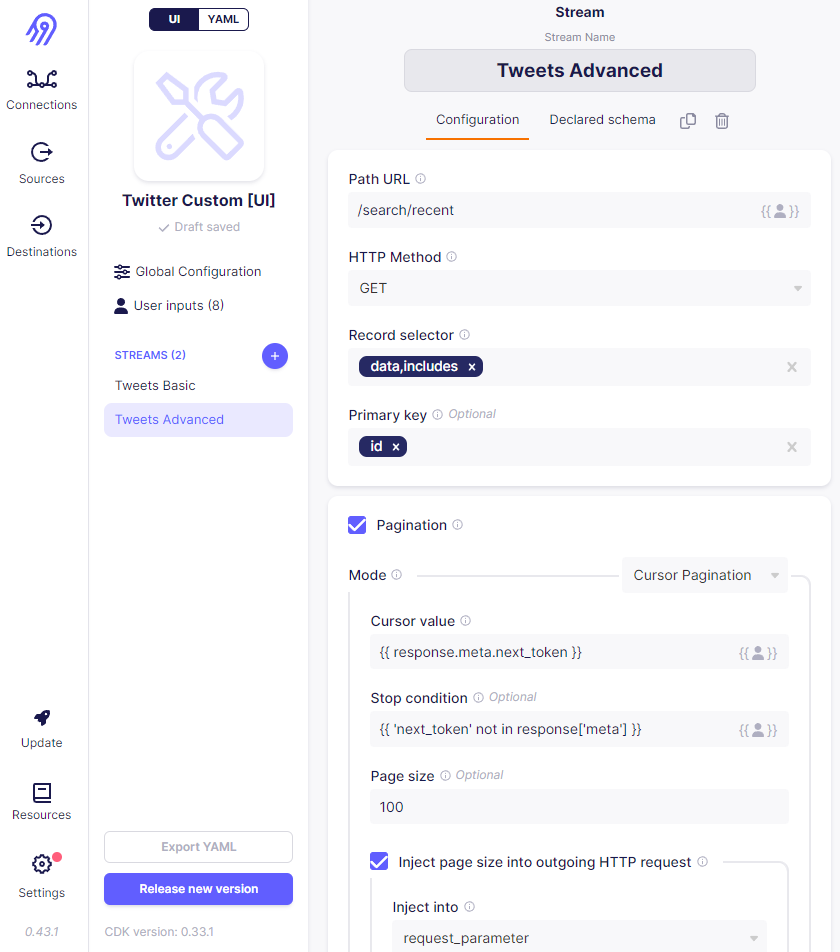 Connections
Sources
Destinations
Update
Resources
Settings
0.43.1
UI
YAML
Twitter Custom [UI]
Draft saved
Global Configuration
User inputs (8)
STREAMS (2)
+
Tweets Basic
Tweets Advanced
Export YAML
Release new version
CDK version: 0.33.1
Stream
Stream Name
Tweets Advanced
Configuration
Declared schema
Path URL
/search/recent
{{ }}
HTTP Method
GET
Record selector
data,includes ×
Primary key Optional
id ×
Pagination
Mode
Cursor Pagination
Cursor value
{{ response.meta.next_token }}
{{ }}
Stop condition Optional
{{ 'next_token' not in response['meta'] }}
{{ }}
Page size Optional
100
Inject page size into outgoing HTTP request
Inject into
request_parameter